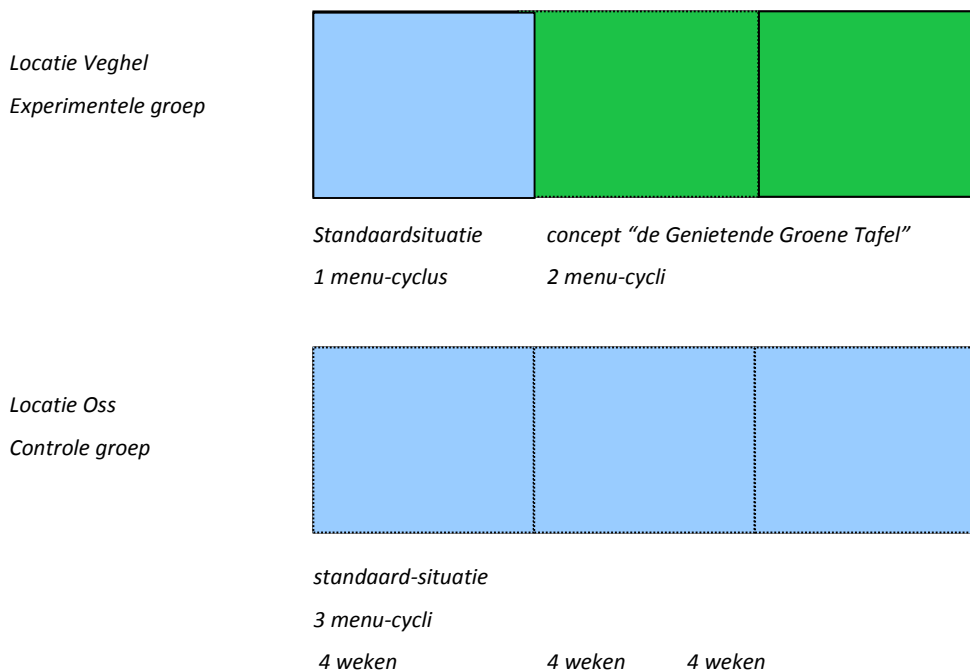 Locatie Veghel
Experimentele groep
Standaardsituatie concept “de Genietende Groene Tafel”
1 menu-cyclus 2 menu-cycli
Locatie Oss
Controle groep
standaard-situatie
3 menu-cycli
4 weken 4 weken 4 weken